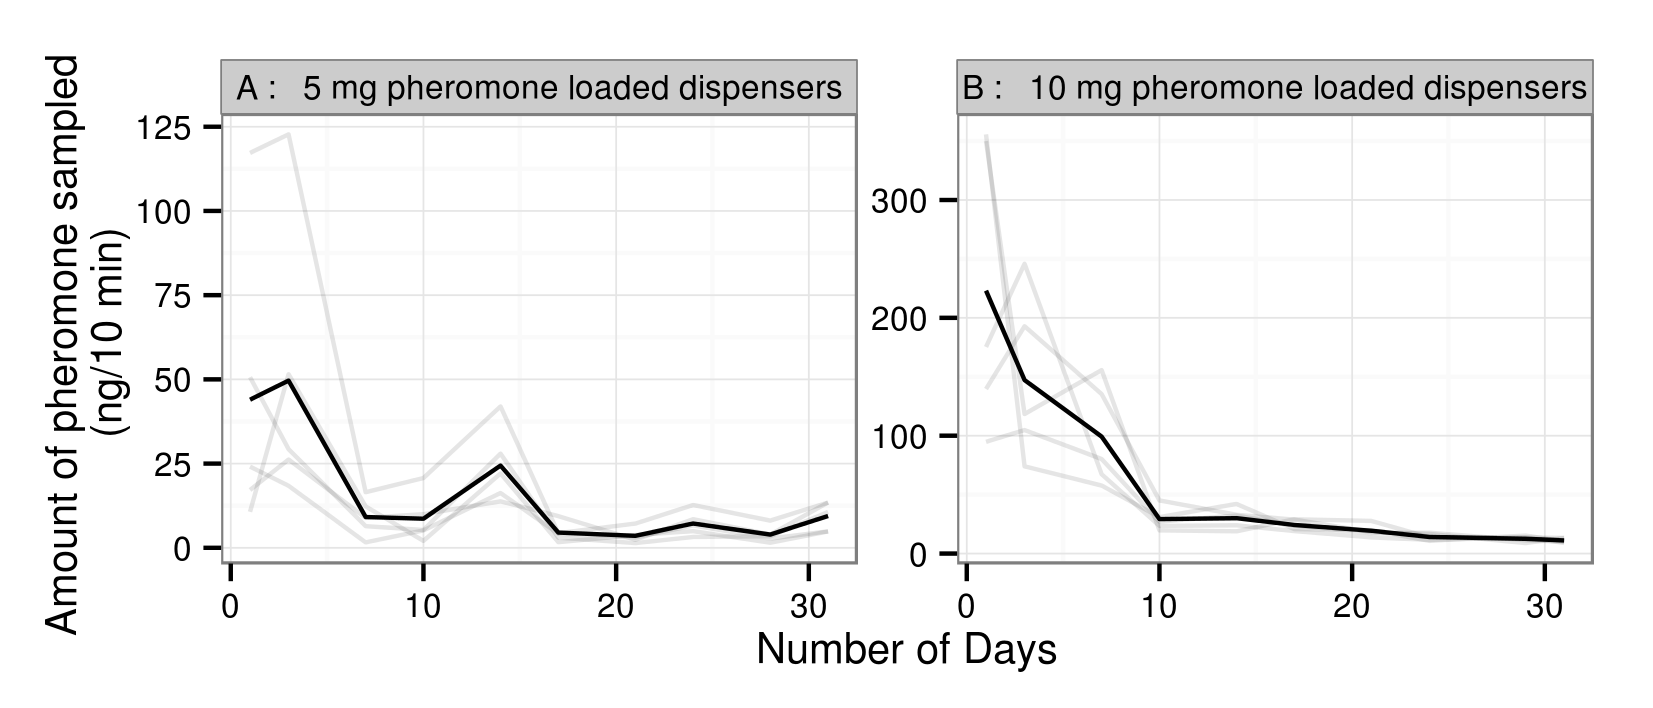 A :   5 mg pheromone loaded dispensers
B :   10 mg pheromone loaded dispensers
Amount of pheromone sampled
(ng/10 min)
125
100
75
50
25
0
300
200
100
0
0 10 20 30
0 10 20 30
Number of Days